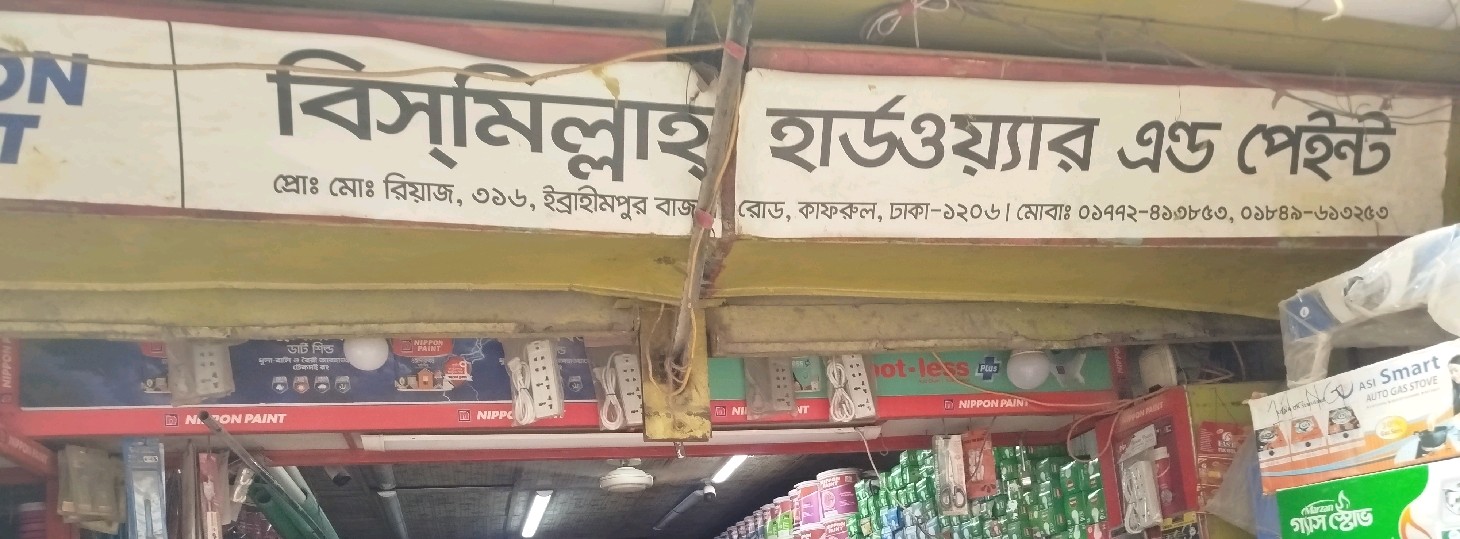 বিস্‌মিল্লাহ্‌ হার্ডওয়্যার এন্ড পেইন্ট
প্রোঃ মোঃ রিয়াজ, ৩১৬, ইব্রাহীমপুর বাজ রোড, কাফরুল, ঢাকা-১২০৬। মোবাঃ ০১৭৭২-৪১৩৮৫৩, ০১৮৪৯-৬১৩২৫৩
ডার্ট শিল্ড
NIPPON PAINT
Plus
NIPPON PAINT
NIPPON PAINT
ASI Smart
AUTO GAS STOVE
গ্যাস স্টোভ